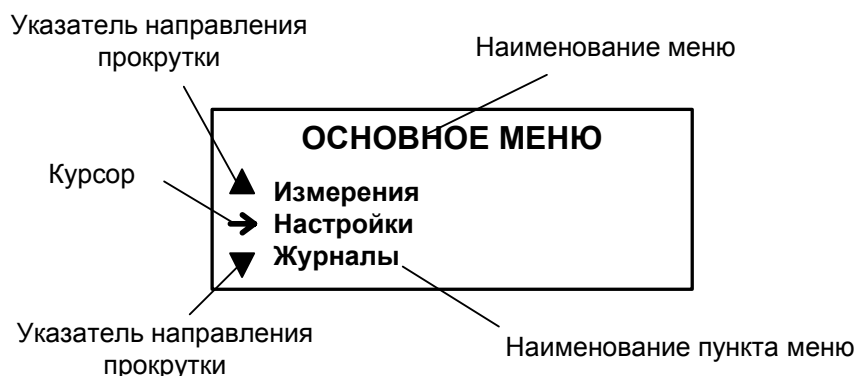 Указатель направления
прокрутки
Наименование меню
ОСНОВНОЕ МЕНЮ
Курсор
Измерения
Настройки
Журналы
Указатель направления
прокрутки
Наименование пункта меню